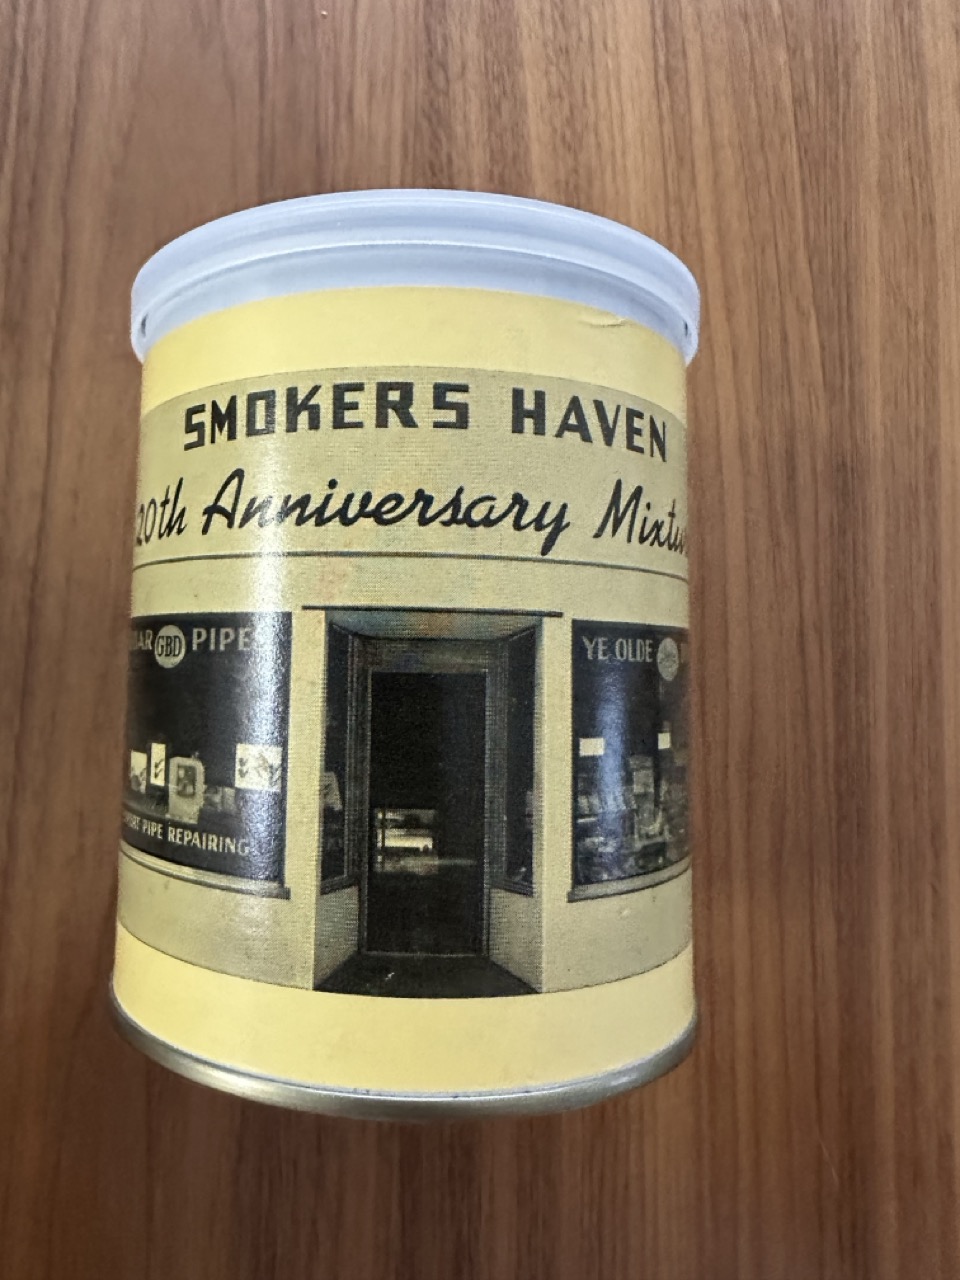 SMOKERS HAVEN
20th Anniversary Mixtu
GBD PIPE
YE OLDE
PIPE REPAIRING